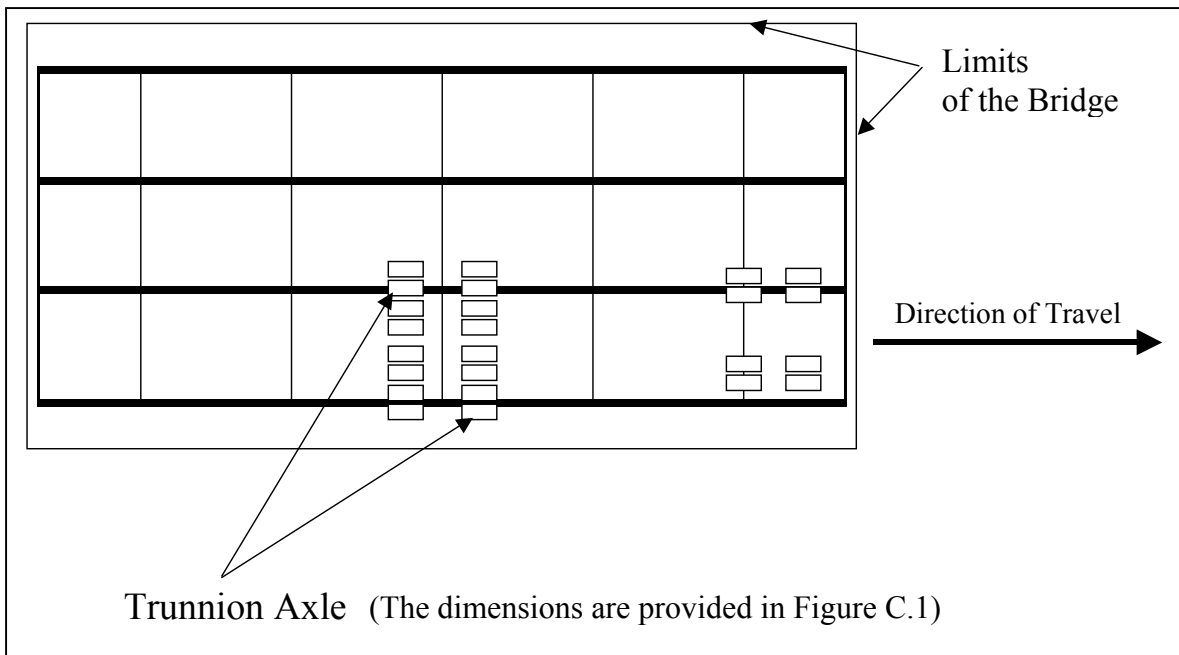 Limits
of the Bridge
Direction of Travel
Trunnion Axle (The dimensions are provided in Figure C.1)